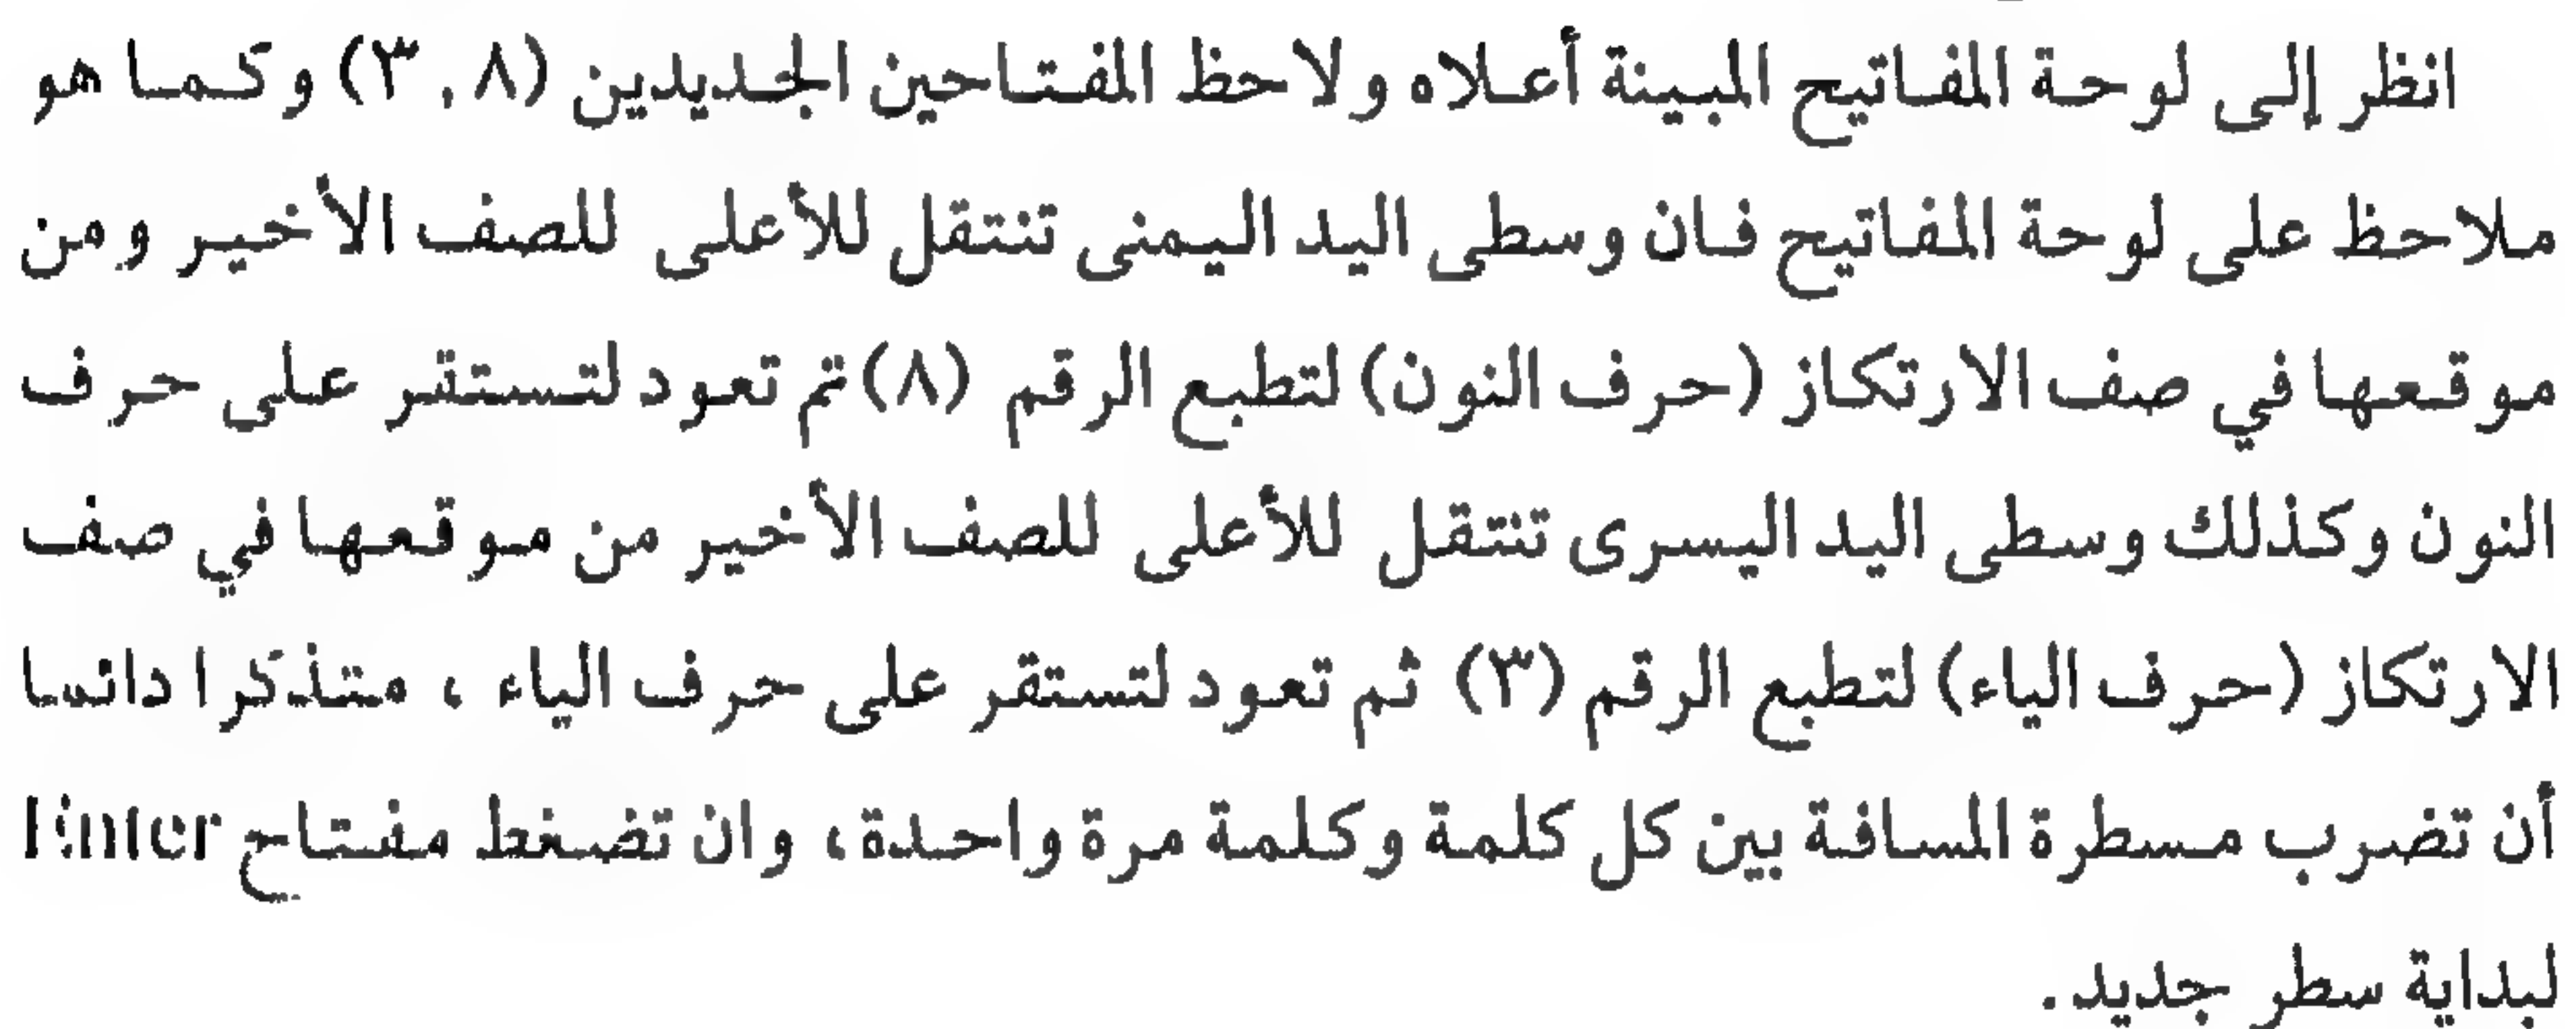 انظر إلى لوحة المفاتيح المبينة أعلاه ولاحظ المفتاحين الجديدين (٨ , ٣) وكما هو
ملاحظ على لوحة المفاتيح فان وسطى اليد اليمنى تنتقل للأعلى للصف الأخير ومن
موقعها في صف الارتكاز (حرف النون) لتطبع الرقم (٨) تم تعود لتستقر على حرف
النون وكذلك وسطى اليد اليسرى تنتقل للأعلى للصف الأخير من موقعها في صف
الارتكاز (حرف الياء) لتطبع الرقم (٣) ثم تعود لتستقر على حرف الياء ، متذكرا دائما
أن تضرب مسطرة المسافة بين كل كلمة وكلمة مرة واحدة، وان تضغط مفتاح Enter
لبداية سطر جديد.